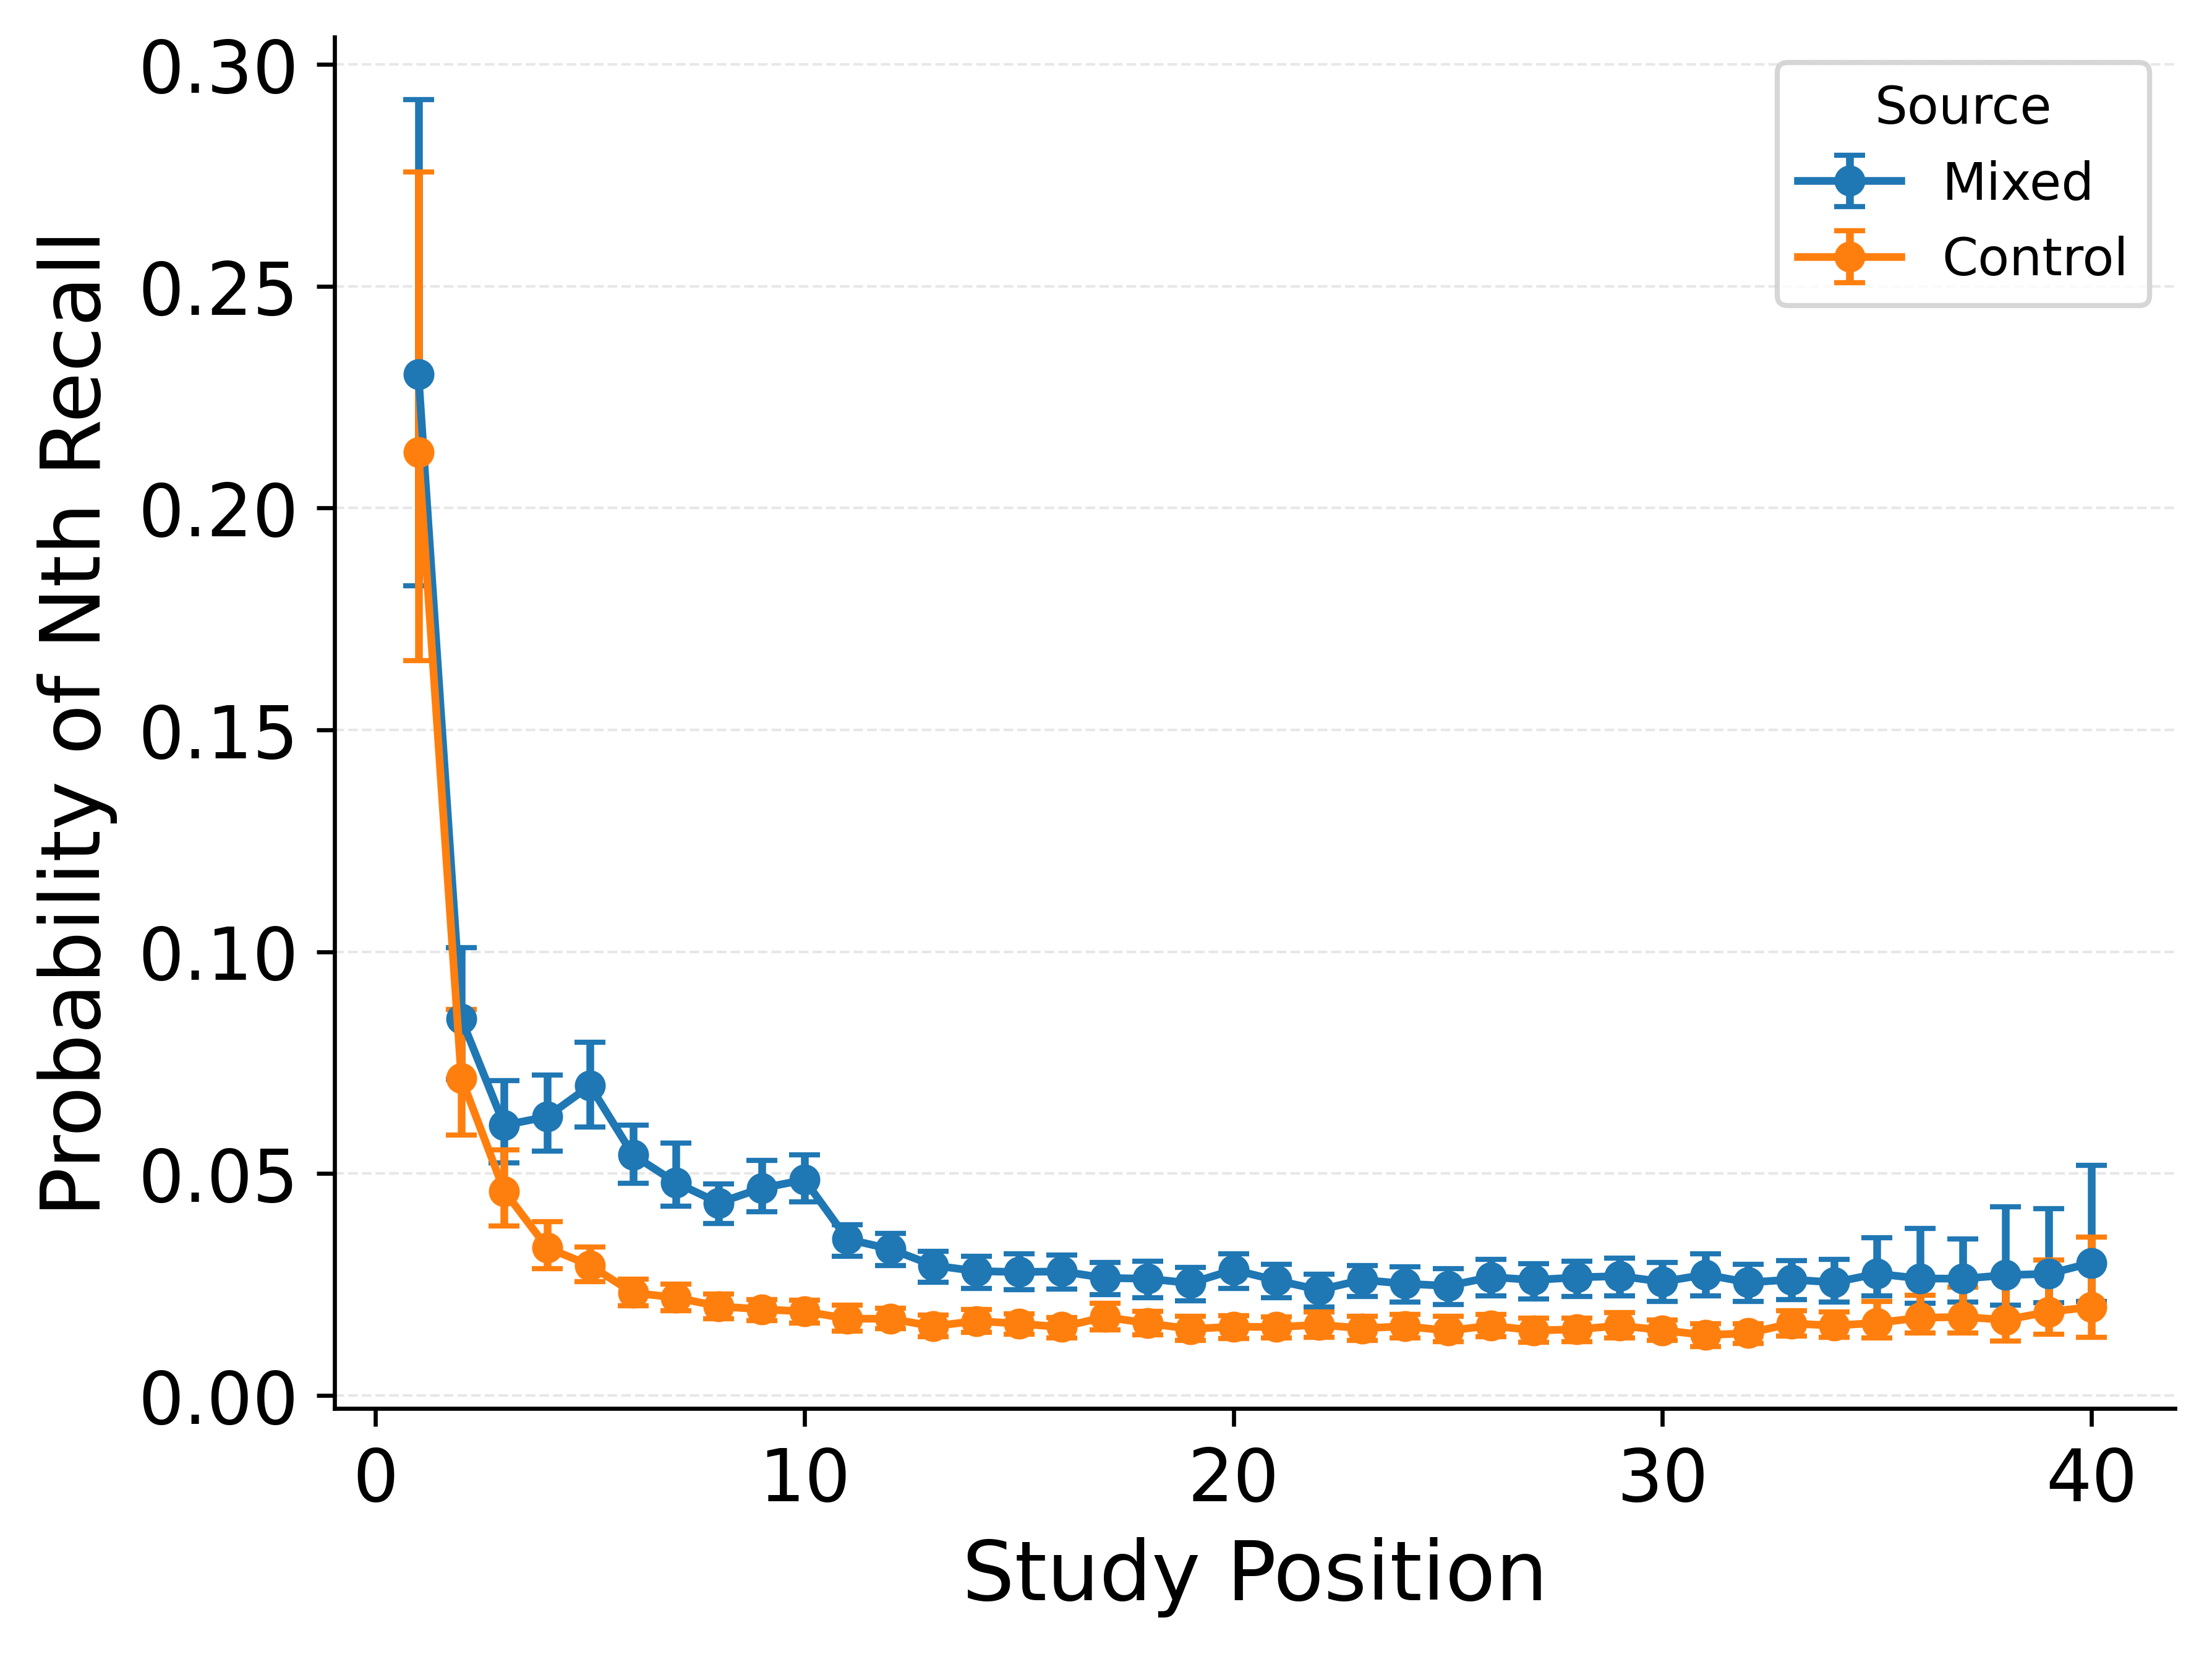 Probability of Nth Recall
0.30
0.25
0.20
0.15
0.10
0.05
0.00
Source
Mixed
Control
0 10 20 30 40
Study Position